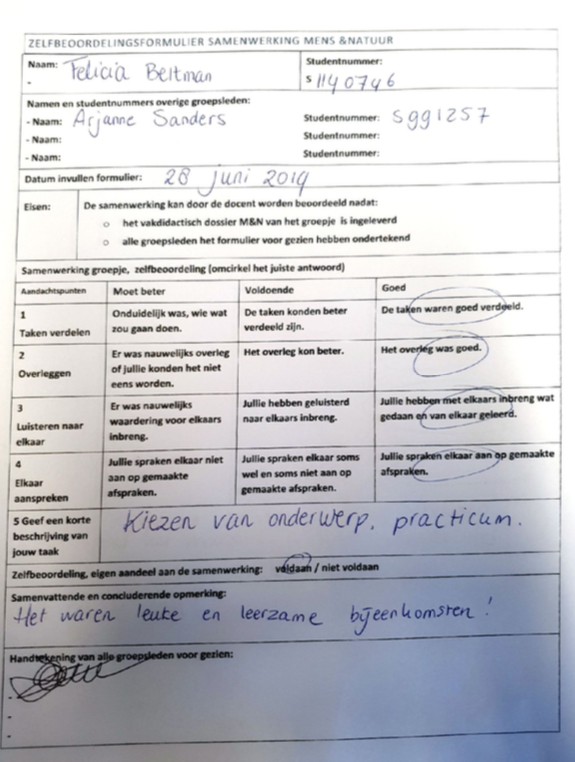 ZELFBEOORDELINGSFORMULIER SAMENWERKING MENS &NATUUR
Naam: Felicia Beltman
Studentnummer:
s 1140746
-
Namen en studentnummers overige groepsleden:
- Naam: Arjanne Sanders Studentnummer: s991257
- Naam: Studentnummer:
- Naam: Studentnummer:
Datum invullen formulier: 28 juni 2019
Eisen: De samenwerking kan door de docent worden beoordeeld nadat:
o het vakdidactisch dossier M&N van het groepje is ingeleverd
o alle groepsleden het formulier voor gezien hebben ondertekend
Samenwerking groepje, zelfbeoordeling (omcirkel het juiste antwoord)
Aandachtspunten Moet beter Voldoende Goed
1
Taken verdelen
Onduidelijk was, wie wat
zou gaan doen.
De taken konden beter
verdeeld zijn.
De taken waren goed verdeeld.
2
Overleggen
Er was nauwelijks overleg
of jullie konden het niet
eens worden.
Het overleg kon beter.
Het overleg was goed.
3
Luisteren naar
elkaar
Er was nauwelijks
waardering voor elkaars
inbreng.
Jullie hebben geluisterd
naar elkaars inbreng.
Jullie hebben met elkaars inbreng wat
gedaan en van elkaar geleerd.
4
Elkaar
aanspreken
Jullie spraken elkaar niet
aan op gemaakte
afspraken.
Jullie spraken elkaar soms
wel en soms niet aan op
gemaakte afspraken.
Jullie spraken elkaar aan op gemaakte
afspraken.
5 Geef een korte
beschrijving van
jouw taak
Kiezen van onderwerp, practicum.
Zelfbeoordeling, eigen aandeel aan de samenwerking: voldaan / niet voldaan
Samenvattende en concluderende opmerking:
Het waren leuke en leerzame bijeenkomsten!
Handtekening van alle groepsleden voor gezien:
-
-
-